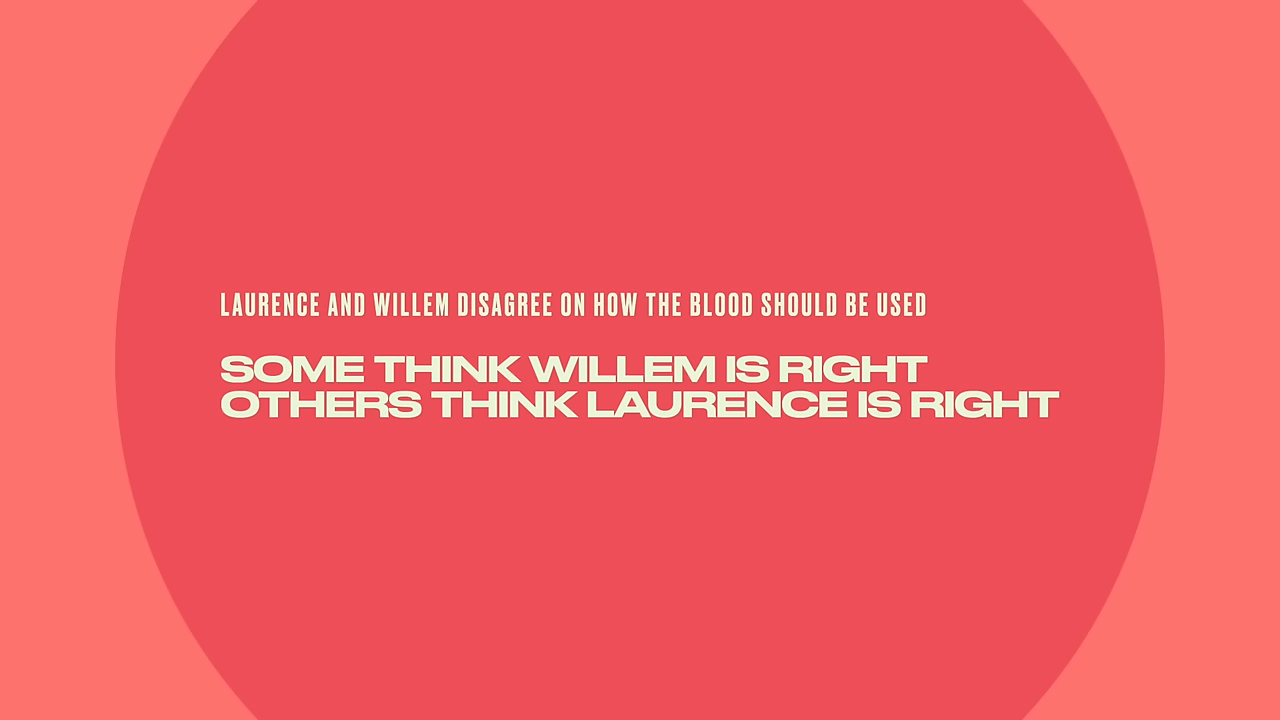 LAURENCE AND WILLEM DISAGREE ON HOW THE BLOOD SHOULD BE USED
SOME THINK WILLEM IS RIGHT
OTHERS THINK LAURENCE IS RIGHT